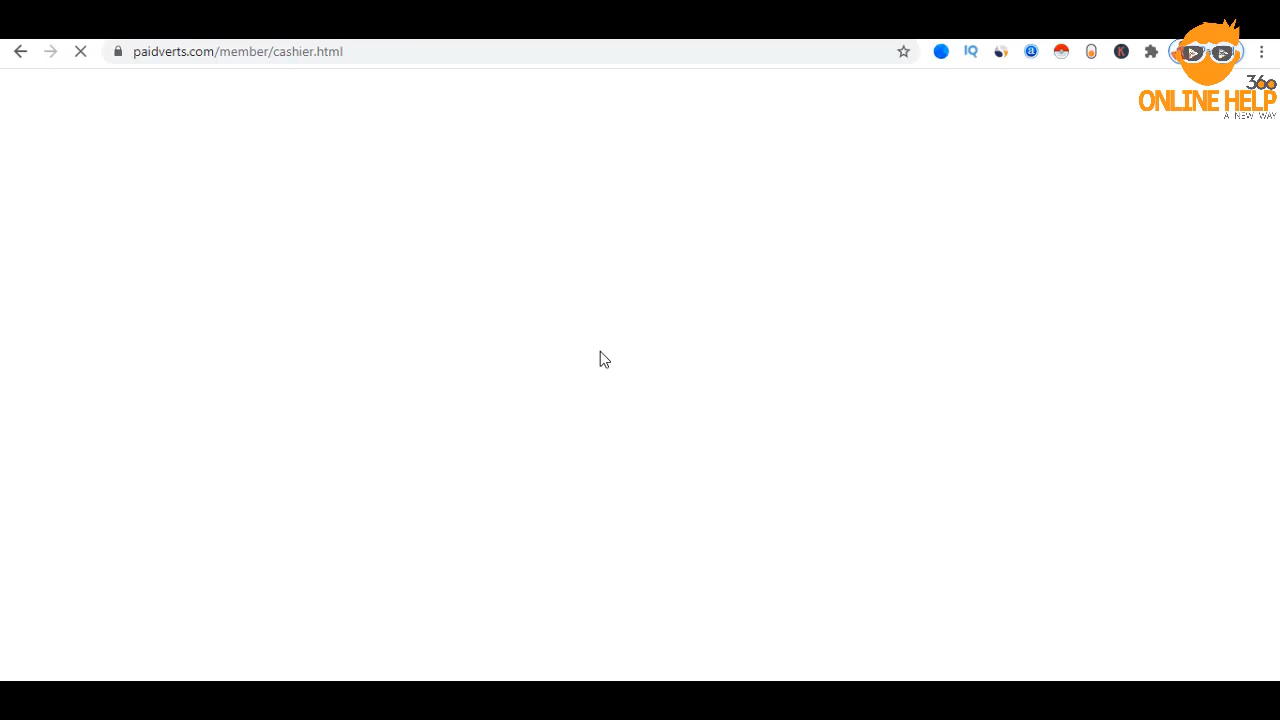 paidverts.com/member/cashier.html
IQ
a
K
360
ONLINE HELP
A NEW WAY